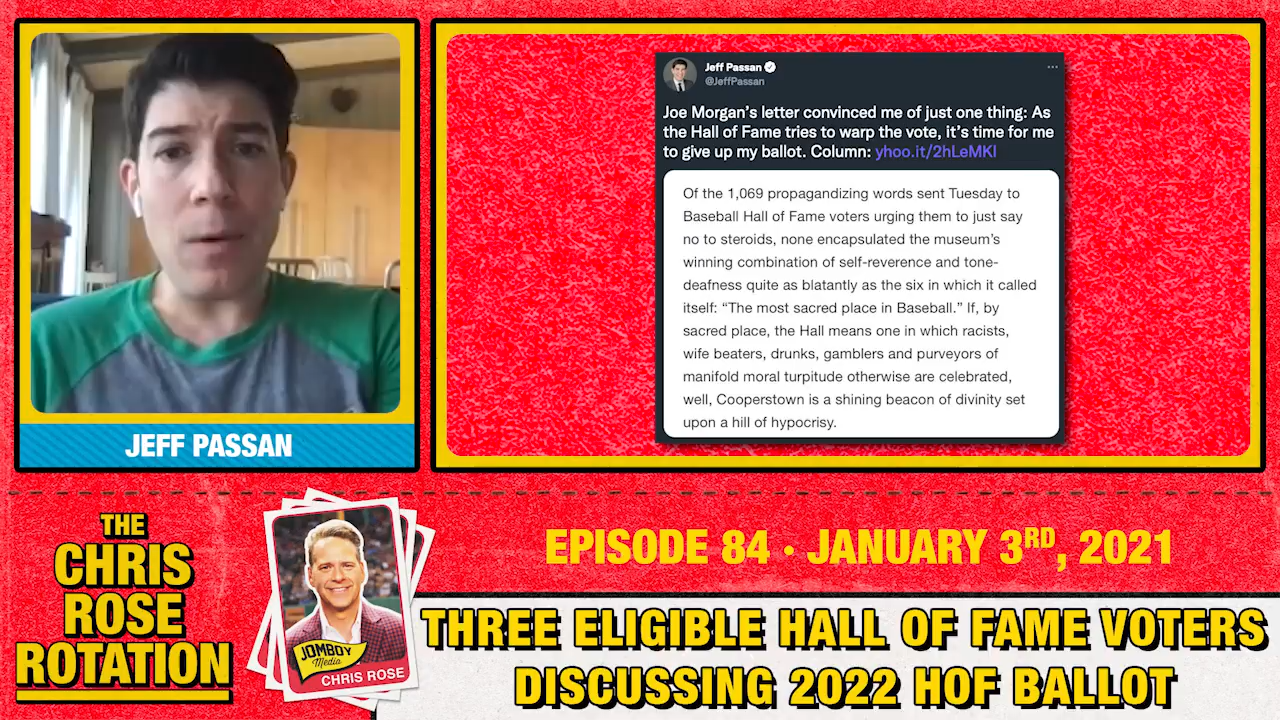 Jeff Passan
@JeffPassan
Joe Morgan's letter convinced me of just one thing: As
the Hall of Fame tries to warp the vote, it's time for me
to give up my ballot. Column: yhoo.it/2hLeMKI
Of the 1,069 propagandizing words sent Tuesday to
Baseball Hall of Fame voters urging them to just say
no to steroids, none encapsulated the museum's
winning combination of self-reverence and tone-
deafness quite as blatantly as the six in which it called
itself: “The most sacred place in Baseball.” If, by
sacred place, the Hall means one in which racists,
wife beaters, drunks, gamblers and purveyors of
manifold moral turpitude otherwise are celebrated,
well, Cooperstown is a shining beacon of divinity set
upon a hill of hypocrisy.
JEFF PASSAN
THE
CHRIS
ROSE
ROTATION
JOMBOY
Media
CHRIS ROSE
EPISODE 84 · JANUARY 3RD, 2021
THREE ELIGIBLE HALL OF FAME VOTERS
DISCUSSING 2022 HOF BALLOT